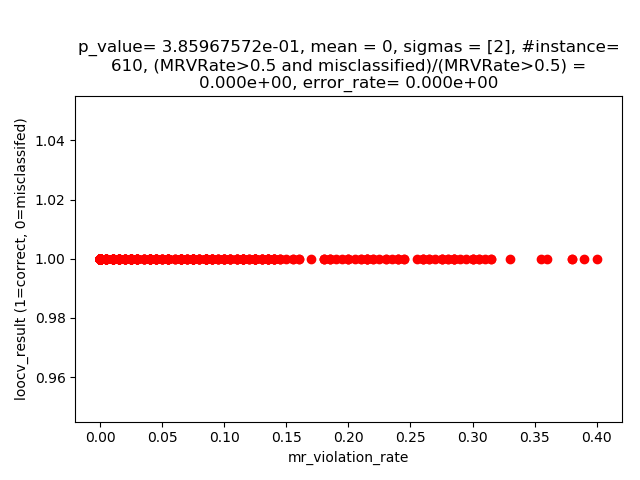 p_value= 3.85967572e-01, mean = 0, sigmas = [2], #instance=
610, (MRVRate>0.5 and misclassified)/(MRVRate>0.5) =
0.000e+00, error_rate= 0.000e+00
loocv_result (1=correct, 0=misclassifed)
1.04
1.02
1.00
0.98
0.96
0.00 0.05 0.10 0.15 0.20 0.25 0.30 0.35 0.40
mr_violation_rate